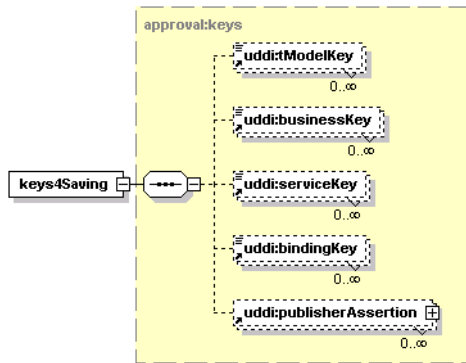 approval:keys
uddi:tModelKey
0..∞
uddi:businessKey
0..∞
keys4Saving
uddi:serviceKey
0..∞
uddi:bindingKey
0..∞
uddi:publisherAssertion
0..∞